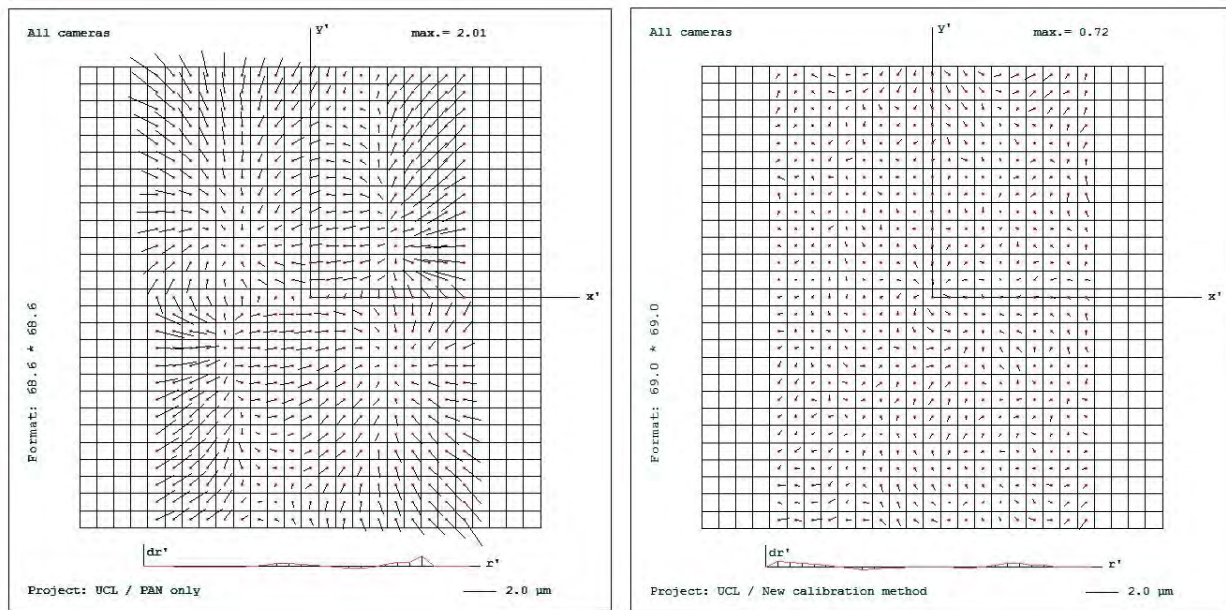 All cameras
y'
max.= 2.01
x'
Format: 68.6 * 68.6
dr'
r'
Project: UCL / PAN only
2.0 µm
All cameras
y'
max.= 0.72
x'
Format: 69.0 * 69.0
dr'
r'
Project: UCL / New calibration method
2.0 µm